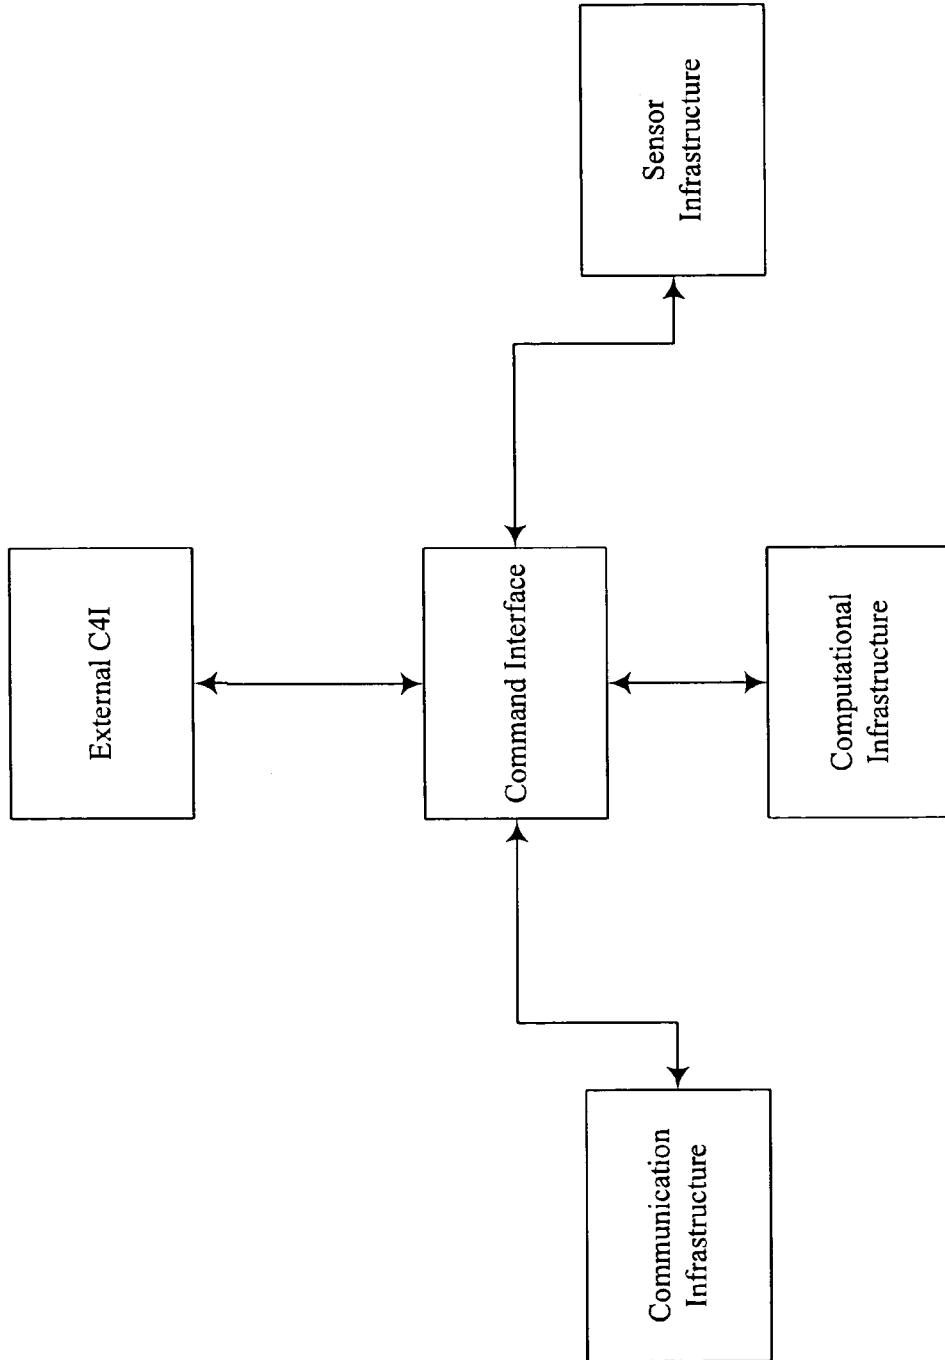 External C4I
Communication
Infrastructure
Command Interface
Sensor
Infrastructure
Computational
Infrastructure